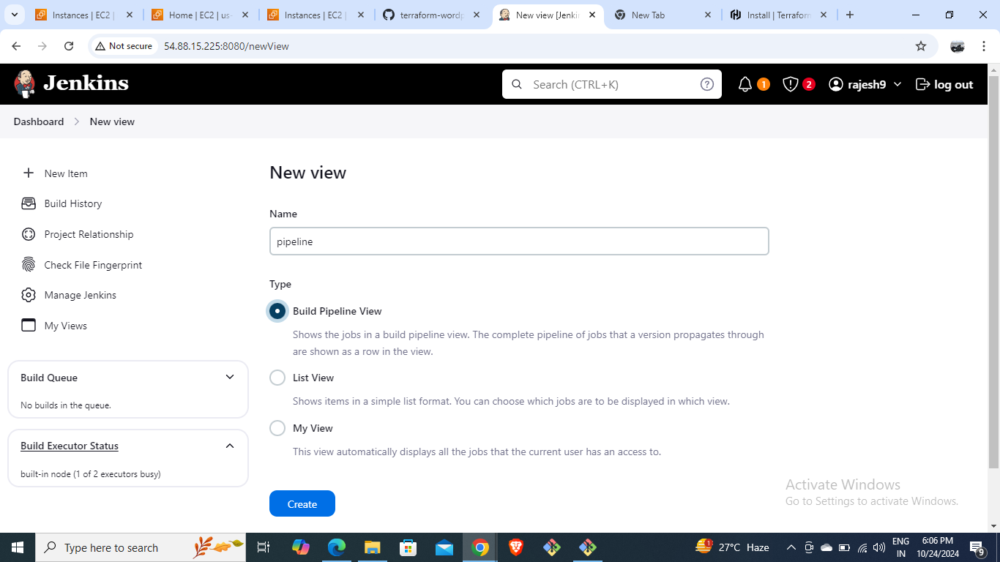 Instances | EC2 |
Home | EC2 | us-
Instances | EC2 |
terraform-wordp
New view [Jenki
New Tab
Install | Terraform
Not secure
54.88.15.225:8080/newView
Jenkins
Search (CTRL+K)
1
2
rajesh9
log out
Dashboard
New view
New Item
Build History
Project Relationship
Check File Fingerprint
Manage Jenkins
My Views
Build Queue
No builds in the queue.
Build Executor Status
built-in node (1 of 2 executors busy)
New view
Name
pipeline
Type
Build Pipeline View
Shows the jobs in a build pipeline view. The complete pipeline of jobs that a version propagates through
are shown as a row in the view.
List View
Shows items in a simple list format. You can choose which jobs are to be displayed in which view.
My View
This view automatically displays all the jobs that the current user has an access to.
Create
Activate Windows
Go to Settings to activate Windows.
Type here to search
1
27°C Haze
ENG
IN
6:06 PM
10/24/2024
9